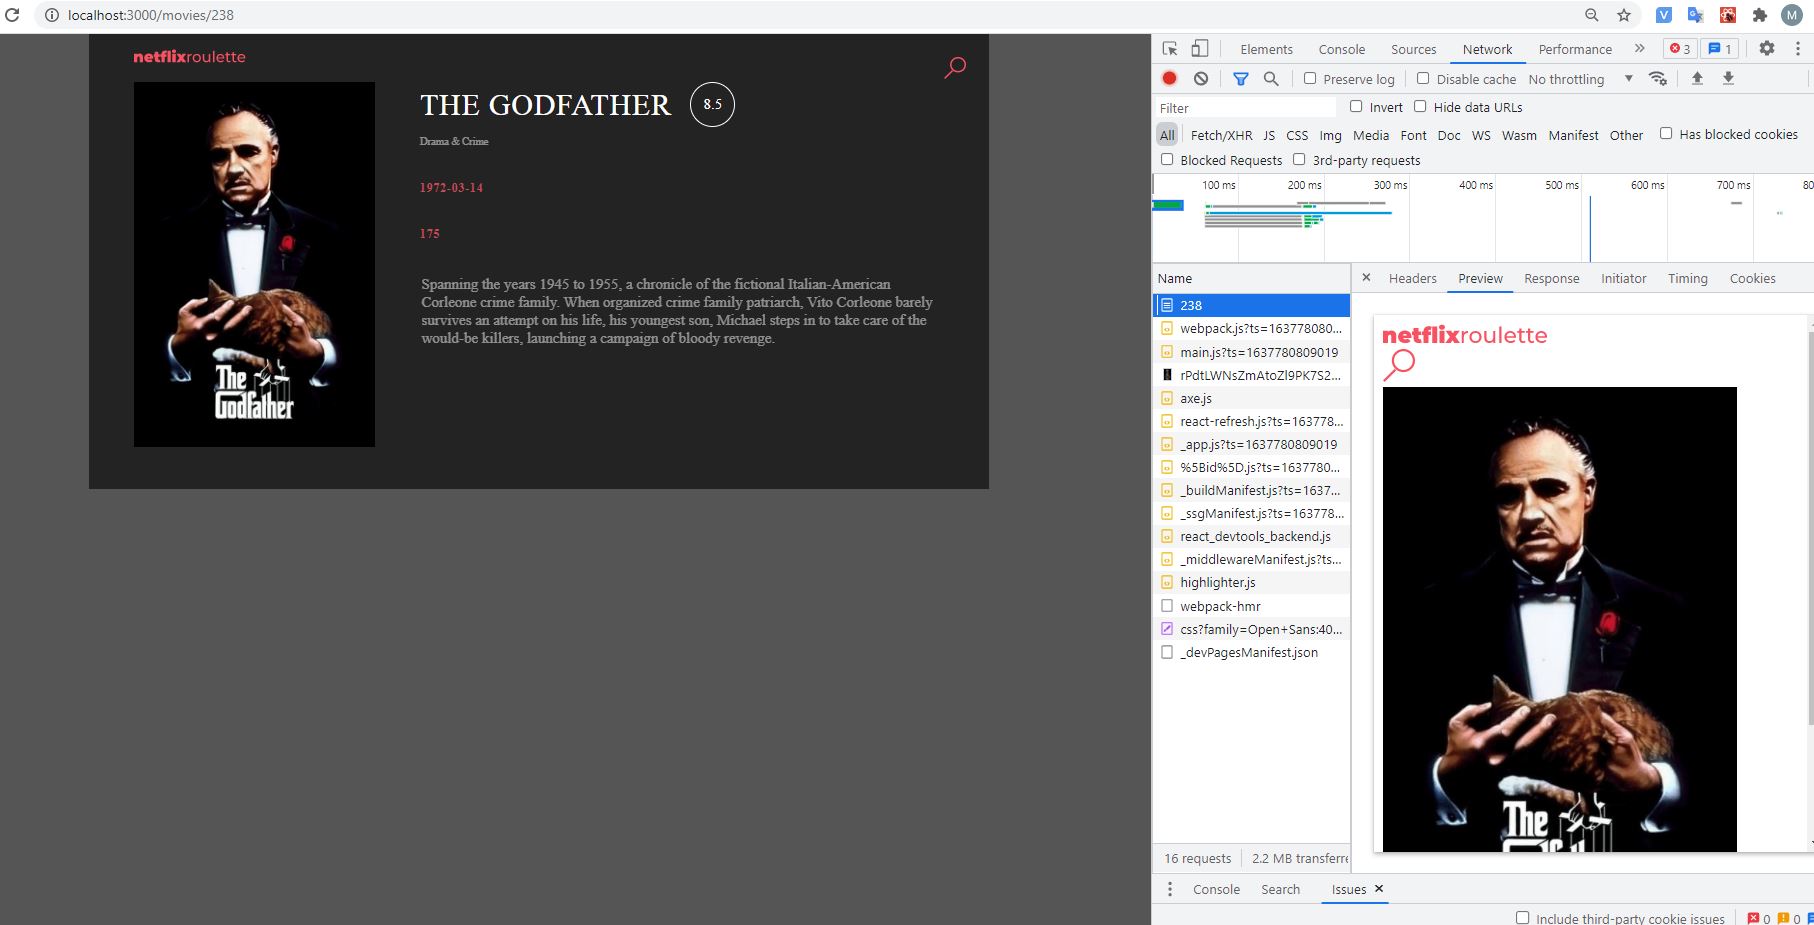 localhost:3000/movies/238
V
M
netflixroulette
THE GODFATHER
8.5
Drama & Crime
1972-03-14
175
Spanning the years 1945 to 1955, a chronicle of the fictional Italian-American
Corleone crime family. When organized crime family patriarch, Vito Corleone barely
survives an attempt on his life, his youngest son, Michael steps in to take care of the
would-be killers, launching a campaign of bloody revenge.
The
Godfather
Elements Console Sources Network Performance » 3 1
Preserve log Disable cache No throttling
Filter Invert Hide data URLs
All Fetch/XHR JS CSS Img Media Font Doc WS Wasm Manifest Other Has blocked cookies
Blocked Requests 3rd-party requests
100 ms 200 ms 300 ms 400 ms 500 ms 600 ms 700 ms 80
Name
× Headers Preview Response Initiator Timing Cookies
238
webpack.js?ts=163778080...
main.js?ts=1637780809019
rPdtLWNsZmAtoZl9PK7S2...
axe.js
react-refresh.js?ts=163778...
_app.js?ts=1637780809019
%5Bid%5D.js?ts=1637780...
_buildManifest.js?ts=1637...
_ssgManifest.js?ts=163778...
react_devtools_backend.js
_middlewareManifest.js?ts...
highlighter.js
webpack-hmr
css?family=Open+Sans:40...
_devPagesManifest.json
netflixroulette
The
16 requests 2.2 MB transferre
Console Search Issues ×
Include third-party cookie issues 0 0